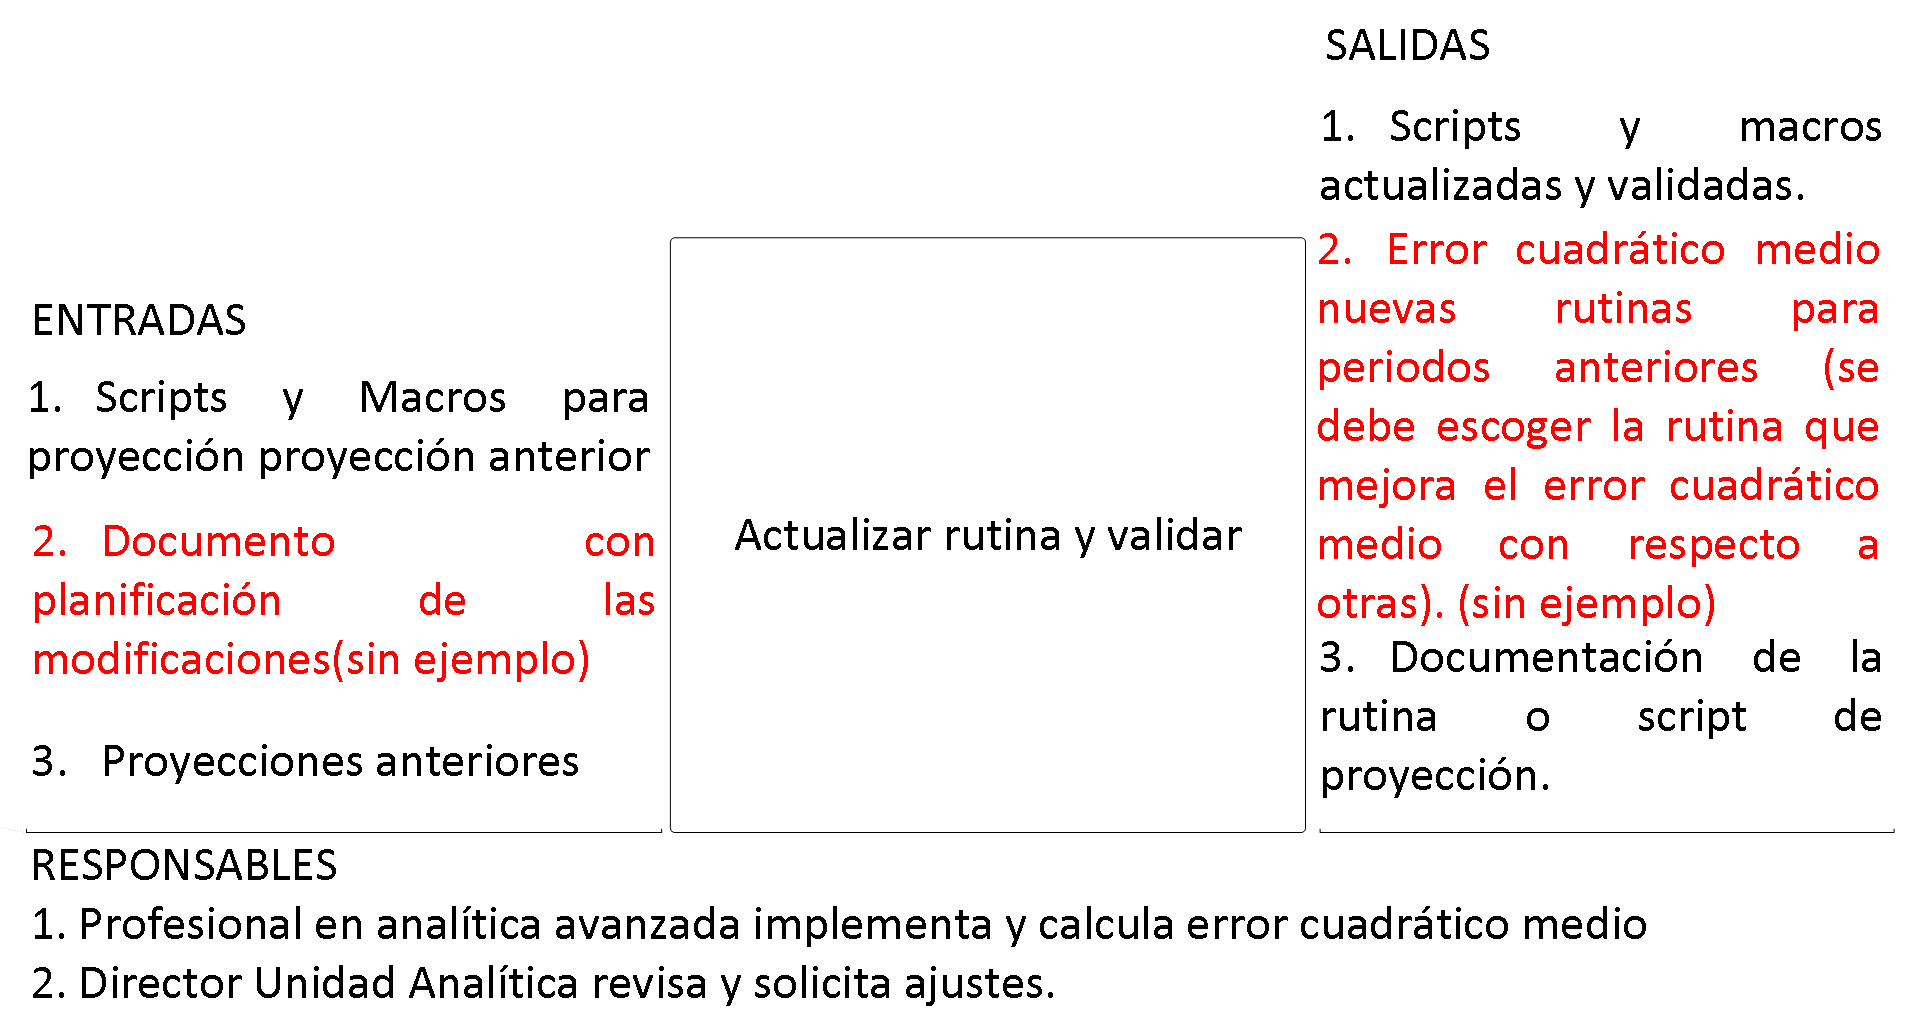 ENTRADAS
1. Scripts y Macros para
proyección proyección anterior
2. Documento con
planificación de las
modificaciones(sin ejemplo)
3. Proyecciones anteriores
Actualizar rutina y validar
SALIDAS
1. Scripts y macros
actualizadas y validadas.
2. Error cuadrático medio
nuevas rutinas para
periodos anteriores (se
debe escoger la rutina que
mejora el error cuadrático
medio con respecto a
otras). (sin ejemplo)
3. Documentación de la
rutina o script de
proyección.
RESPONSABLES
1. Profesional en analítica avanzada implementa y calcula error cuadrático medio
2. Director Unidad Analítica revisa y solicita ajustes.